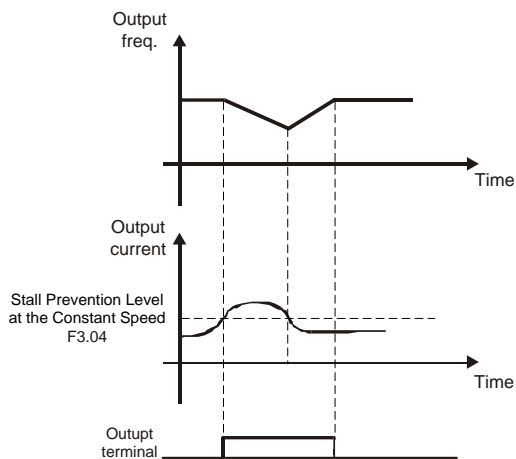 Output
freq.
Time
Output
current
Stall Prevention Level
at the Constant Speed
F3.04
Time
Outupt
terminal